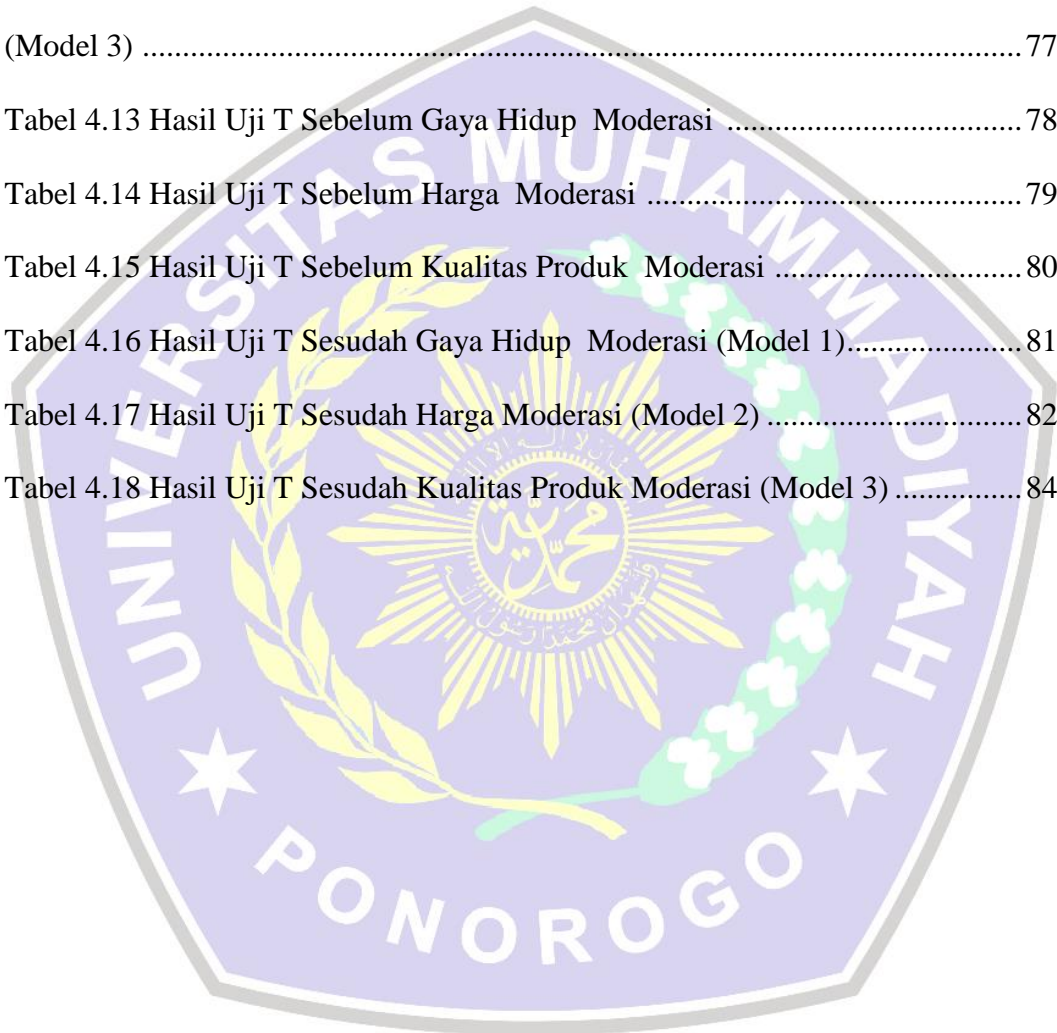 (Model 3) ............................................................................................................ 77
Tabel 4.13 Hasil Uji T Sebelum Gaya Hidup  Moderasi .................................... 78
Tabel 4.14 Hasil Uji T Sebelum Harga  Moderasi .............................................. 79
Tabel 4.15 Hasil Uji T Sebelum Kualitas Produk  Moderasi .............................. 80
Tabel 4.16 Hasil Uji T Sesudah Gaya Hidup  Moderasi (Model 1)..................... 81
Tabel 4.17 Hasil Uji T Sesudah Harga Moderasi (Model 2) ............................... 82
Tabel 4.18 Hasil Uji T Sesudah Kualitas Produk Moderasi (Model 3) ............... 84
UNIVERSITAS MUHAMMADIYAH
PONOROGO
محمد